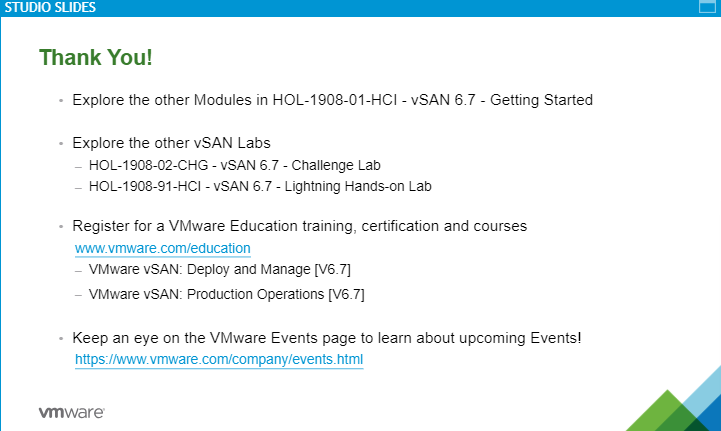 STUDIO SLIDES
Thank You!
• Explore the other Modules in HOL-1908-01-HCI - vSAN 6.7 - Getting Started
• Explore the other vSAN Labs
– HOL-1908-02-CHG - vSAN 6.7 - Challenge Lab
– HOL-1908-91-HCI - vSAN 6.7 - Lightning Hands-on Lab
• Register for a VMware Education training, certification and courses
www.vmware.com/education
– VMware vSAN: Deploy and Manage [V6.7]
– VMware vSAN: Production Operations [V6.7]
• Keep an eye on the VMware Events page to learn about upcoming Events!
https://www.vmware.com/company/events.html
vmware